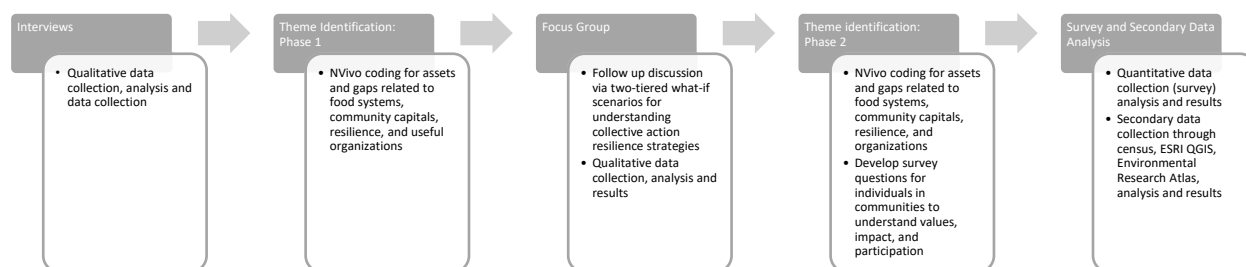 Interviews
• Qualitative data
collection, analysis and
data collection
Theme Identification:
Phase 1
• NVivo coding for assets
and gaps related to
food systems,
community capitals,
resilience, and useful
organizations
Focus Group
• Follow up discussion
via two-tiered what-if
scenarios for
understanding
collective action
resilience strategies
• Qualitative data
collection, analysis and
results
Theme identification:
Phase 2
• NVivo coding for assets
and gaps related to
food systems,
community capitals,
resilience, and
organizations
• Develop survey
questions for
individuals in
communities to
understand values,
impact, and
participation
Survey and Secondary Data
Analysis
• Quantitative data
collection (survey)
analysis and results
• Secondary data
collection through
census, ESRI QGIS,
Environmental
Research Atlas,
analysis and results